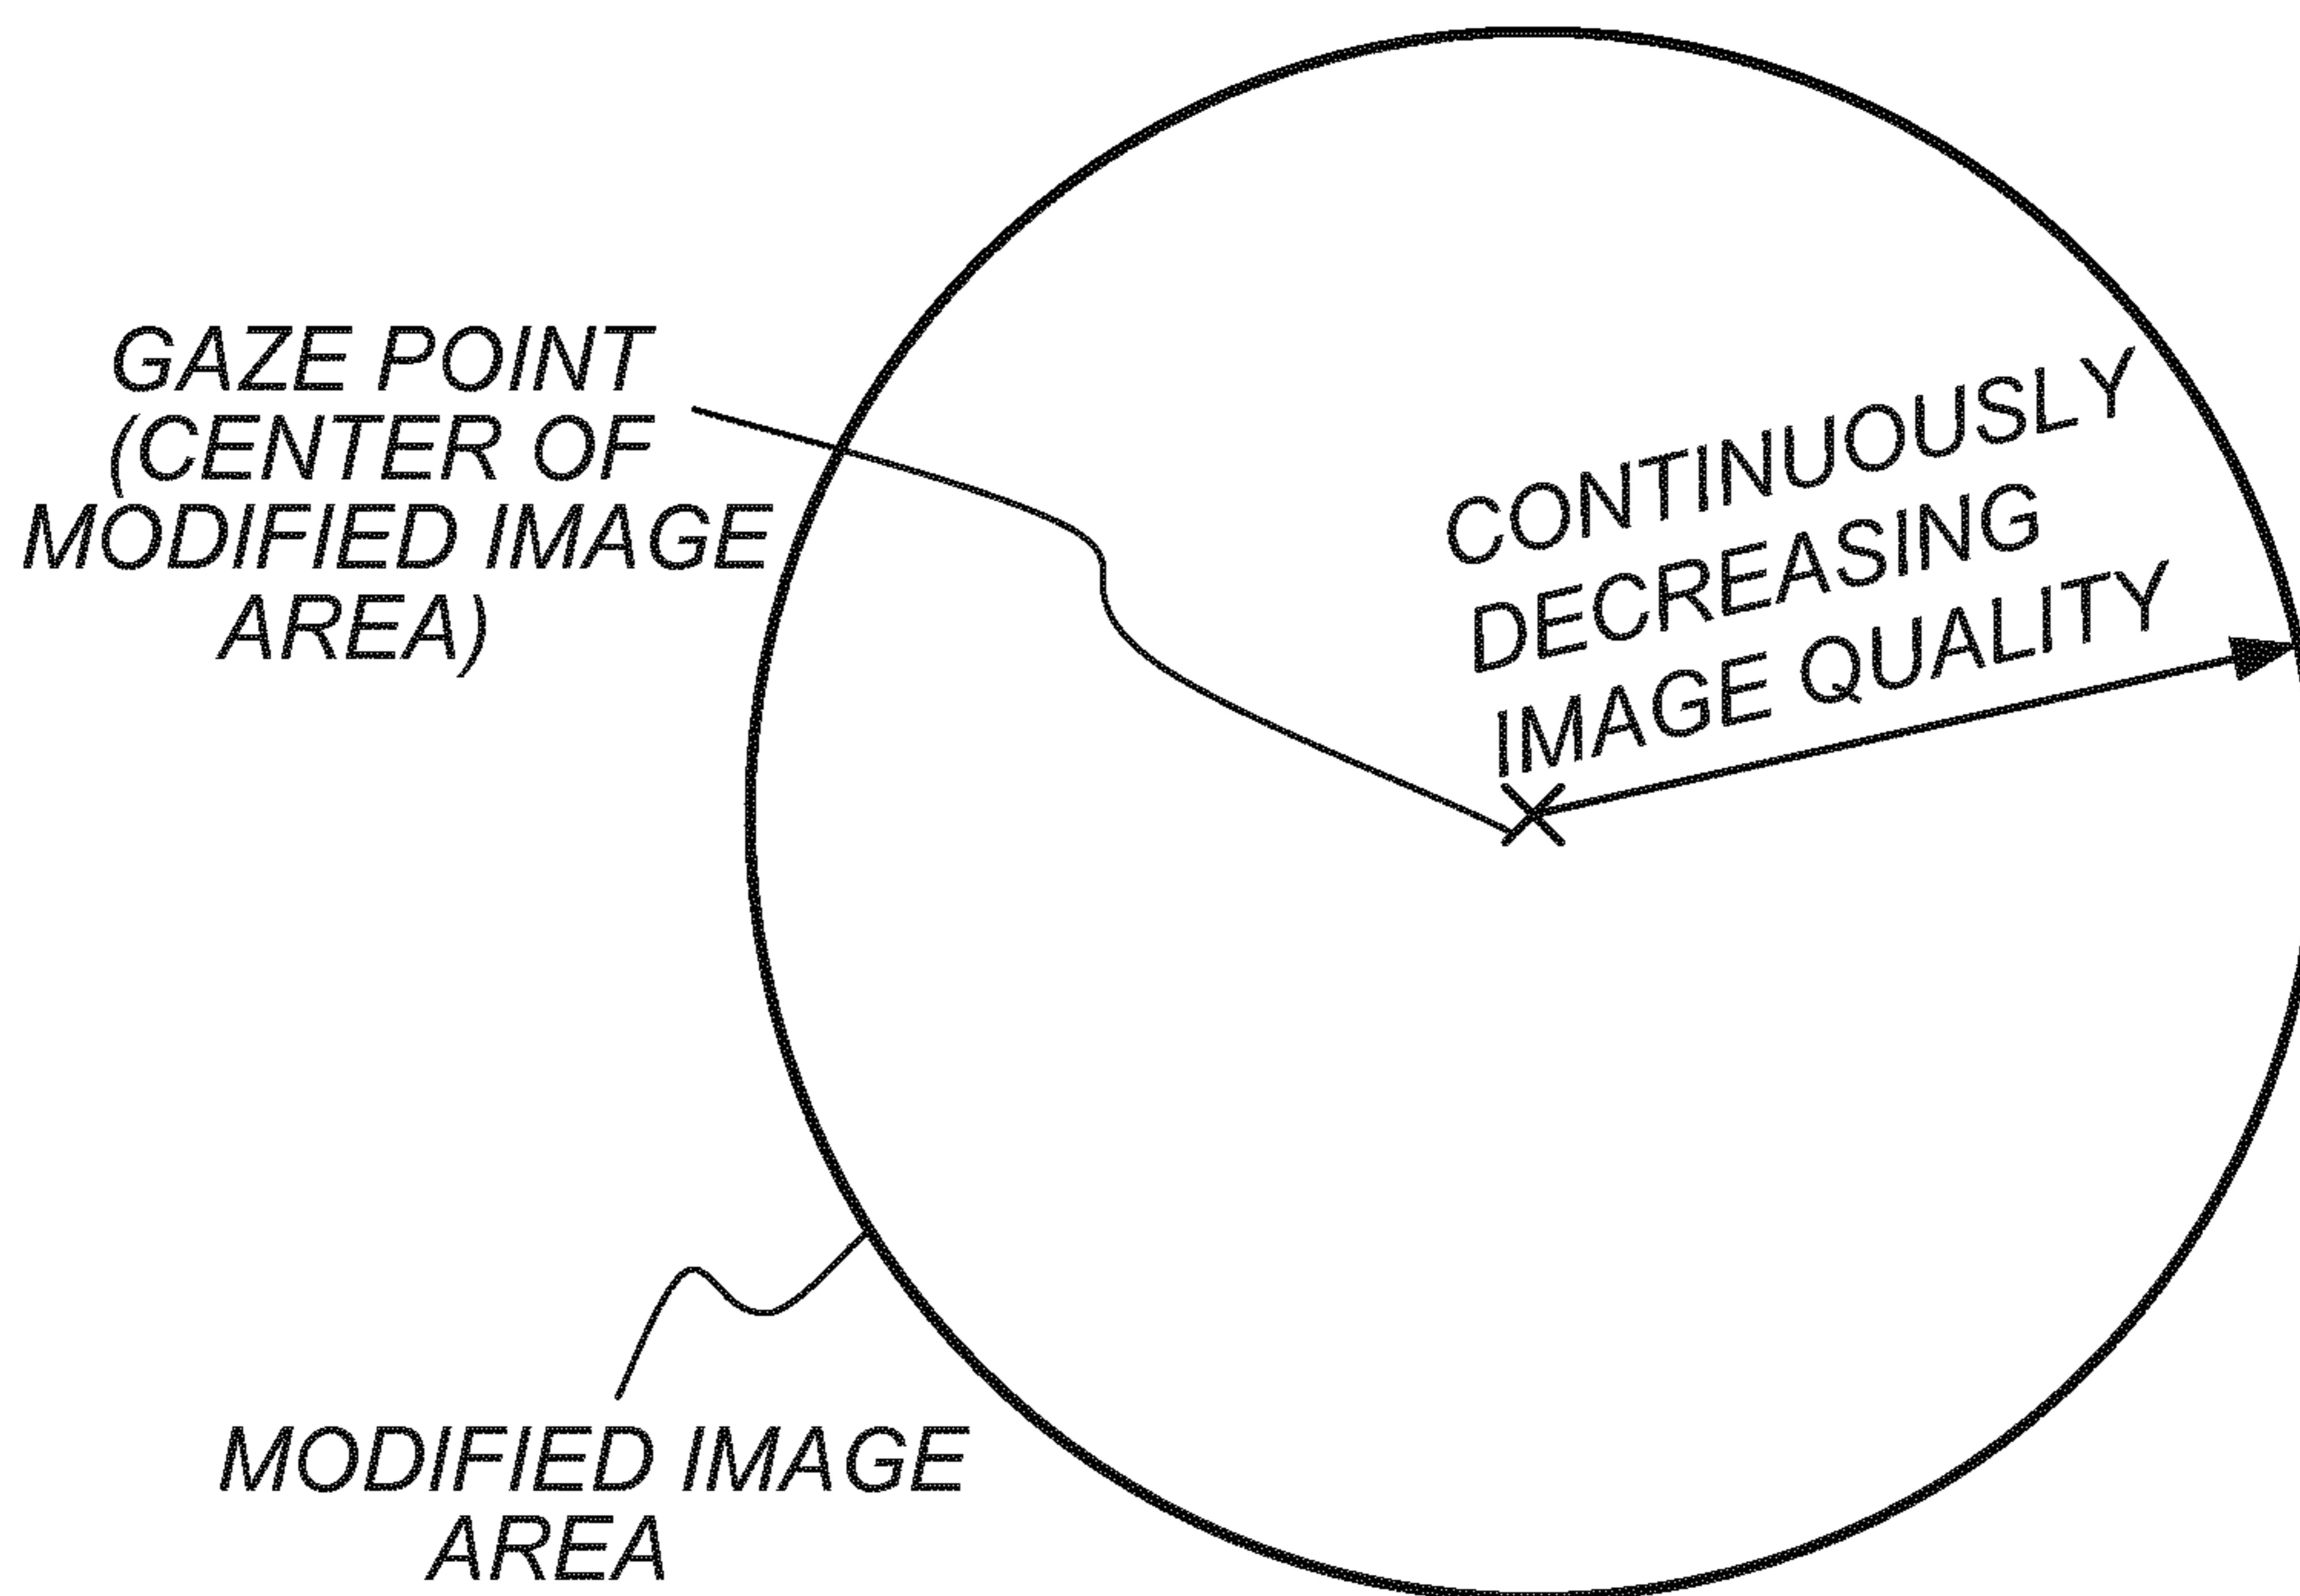 GAZE POINT
(CENTER OF
MODIFIED IMAGE
AREA)
CONTINUOUSLY
DECREASING
IMAGE QUALITY
MODIFIED IMAGE
AREA